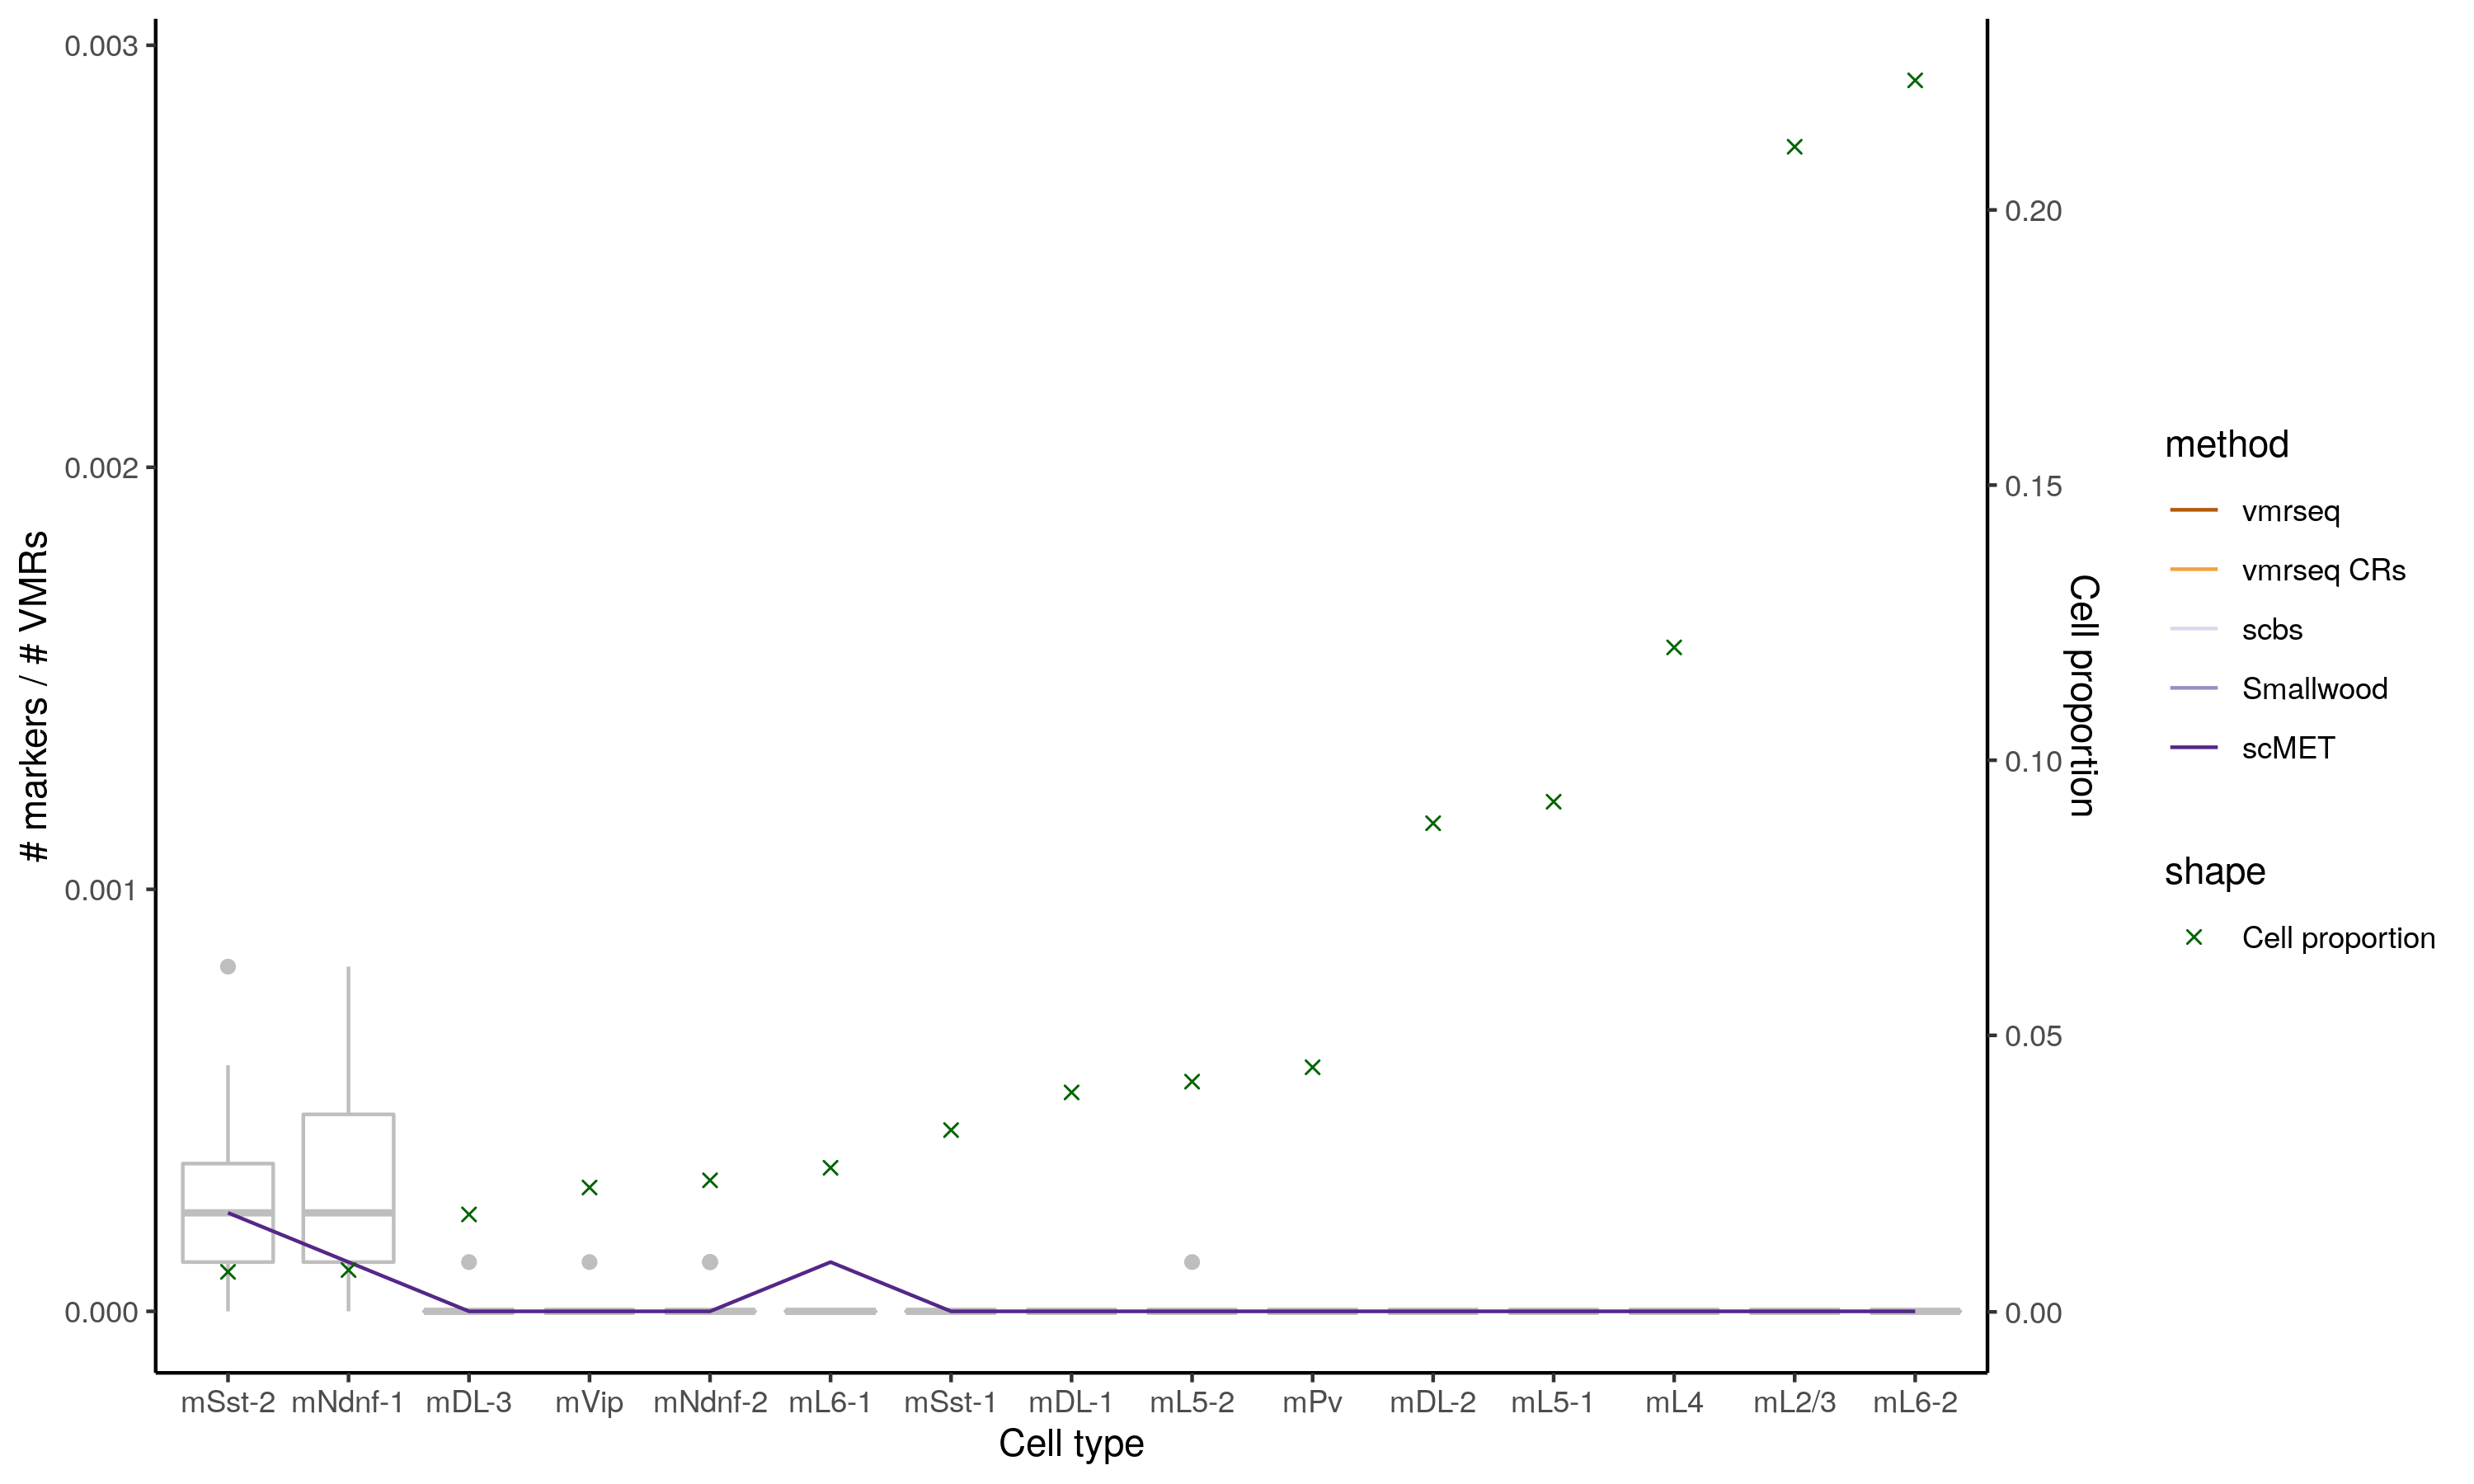 # markers / # VMRs
0.003
0.002
0.001
0.000
mSst-2 mNdnf-1 mDL-3 mVip mNdnf-2 mL6-1 mSst-1 mDL-1 mL5-2 mPv mDL-2 mL5-1 mL4 mL2/3 mL6-2
Cell type
0.20
0.15
0.10
0.05
0.00
Cell proportion
method
vmrseq
vmrseq CRs
scbs
Smallwood
scMET
shape
Cell proportion